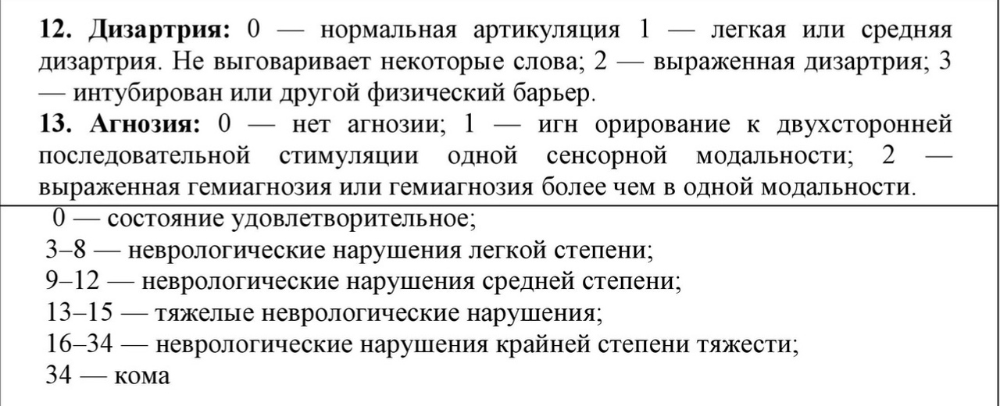 12. Дизартрия: 0 — нормальная артикуляция 1 — легкая или средняя
дизартрия. Не выговаривает некоторые слова; 2 — выраженная дизартрия; 3
— интубирован или другой физический барьер.
13. Агнозия: 0 — нет агнозии; 1 — игн орирование к двухсторонней
последовательной стимуляции одной сенсорной модальности; 2 —
выраженная гемиагнозия или гемиагнозия более чем в одной модальности.
0 — состояние удовлетворительное;
3–8 — неврологические нарушения легкой степени;
9–12 — неврологические нарушения средней степени;
13–15 — тяжелые неврологические нарушения;
16–34 — неврологические нарушения крайней степени тяжести;
34 — кома